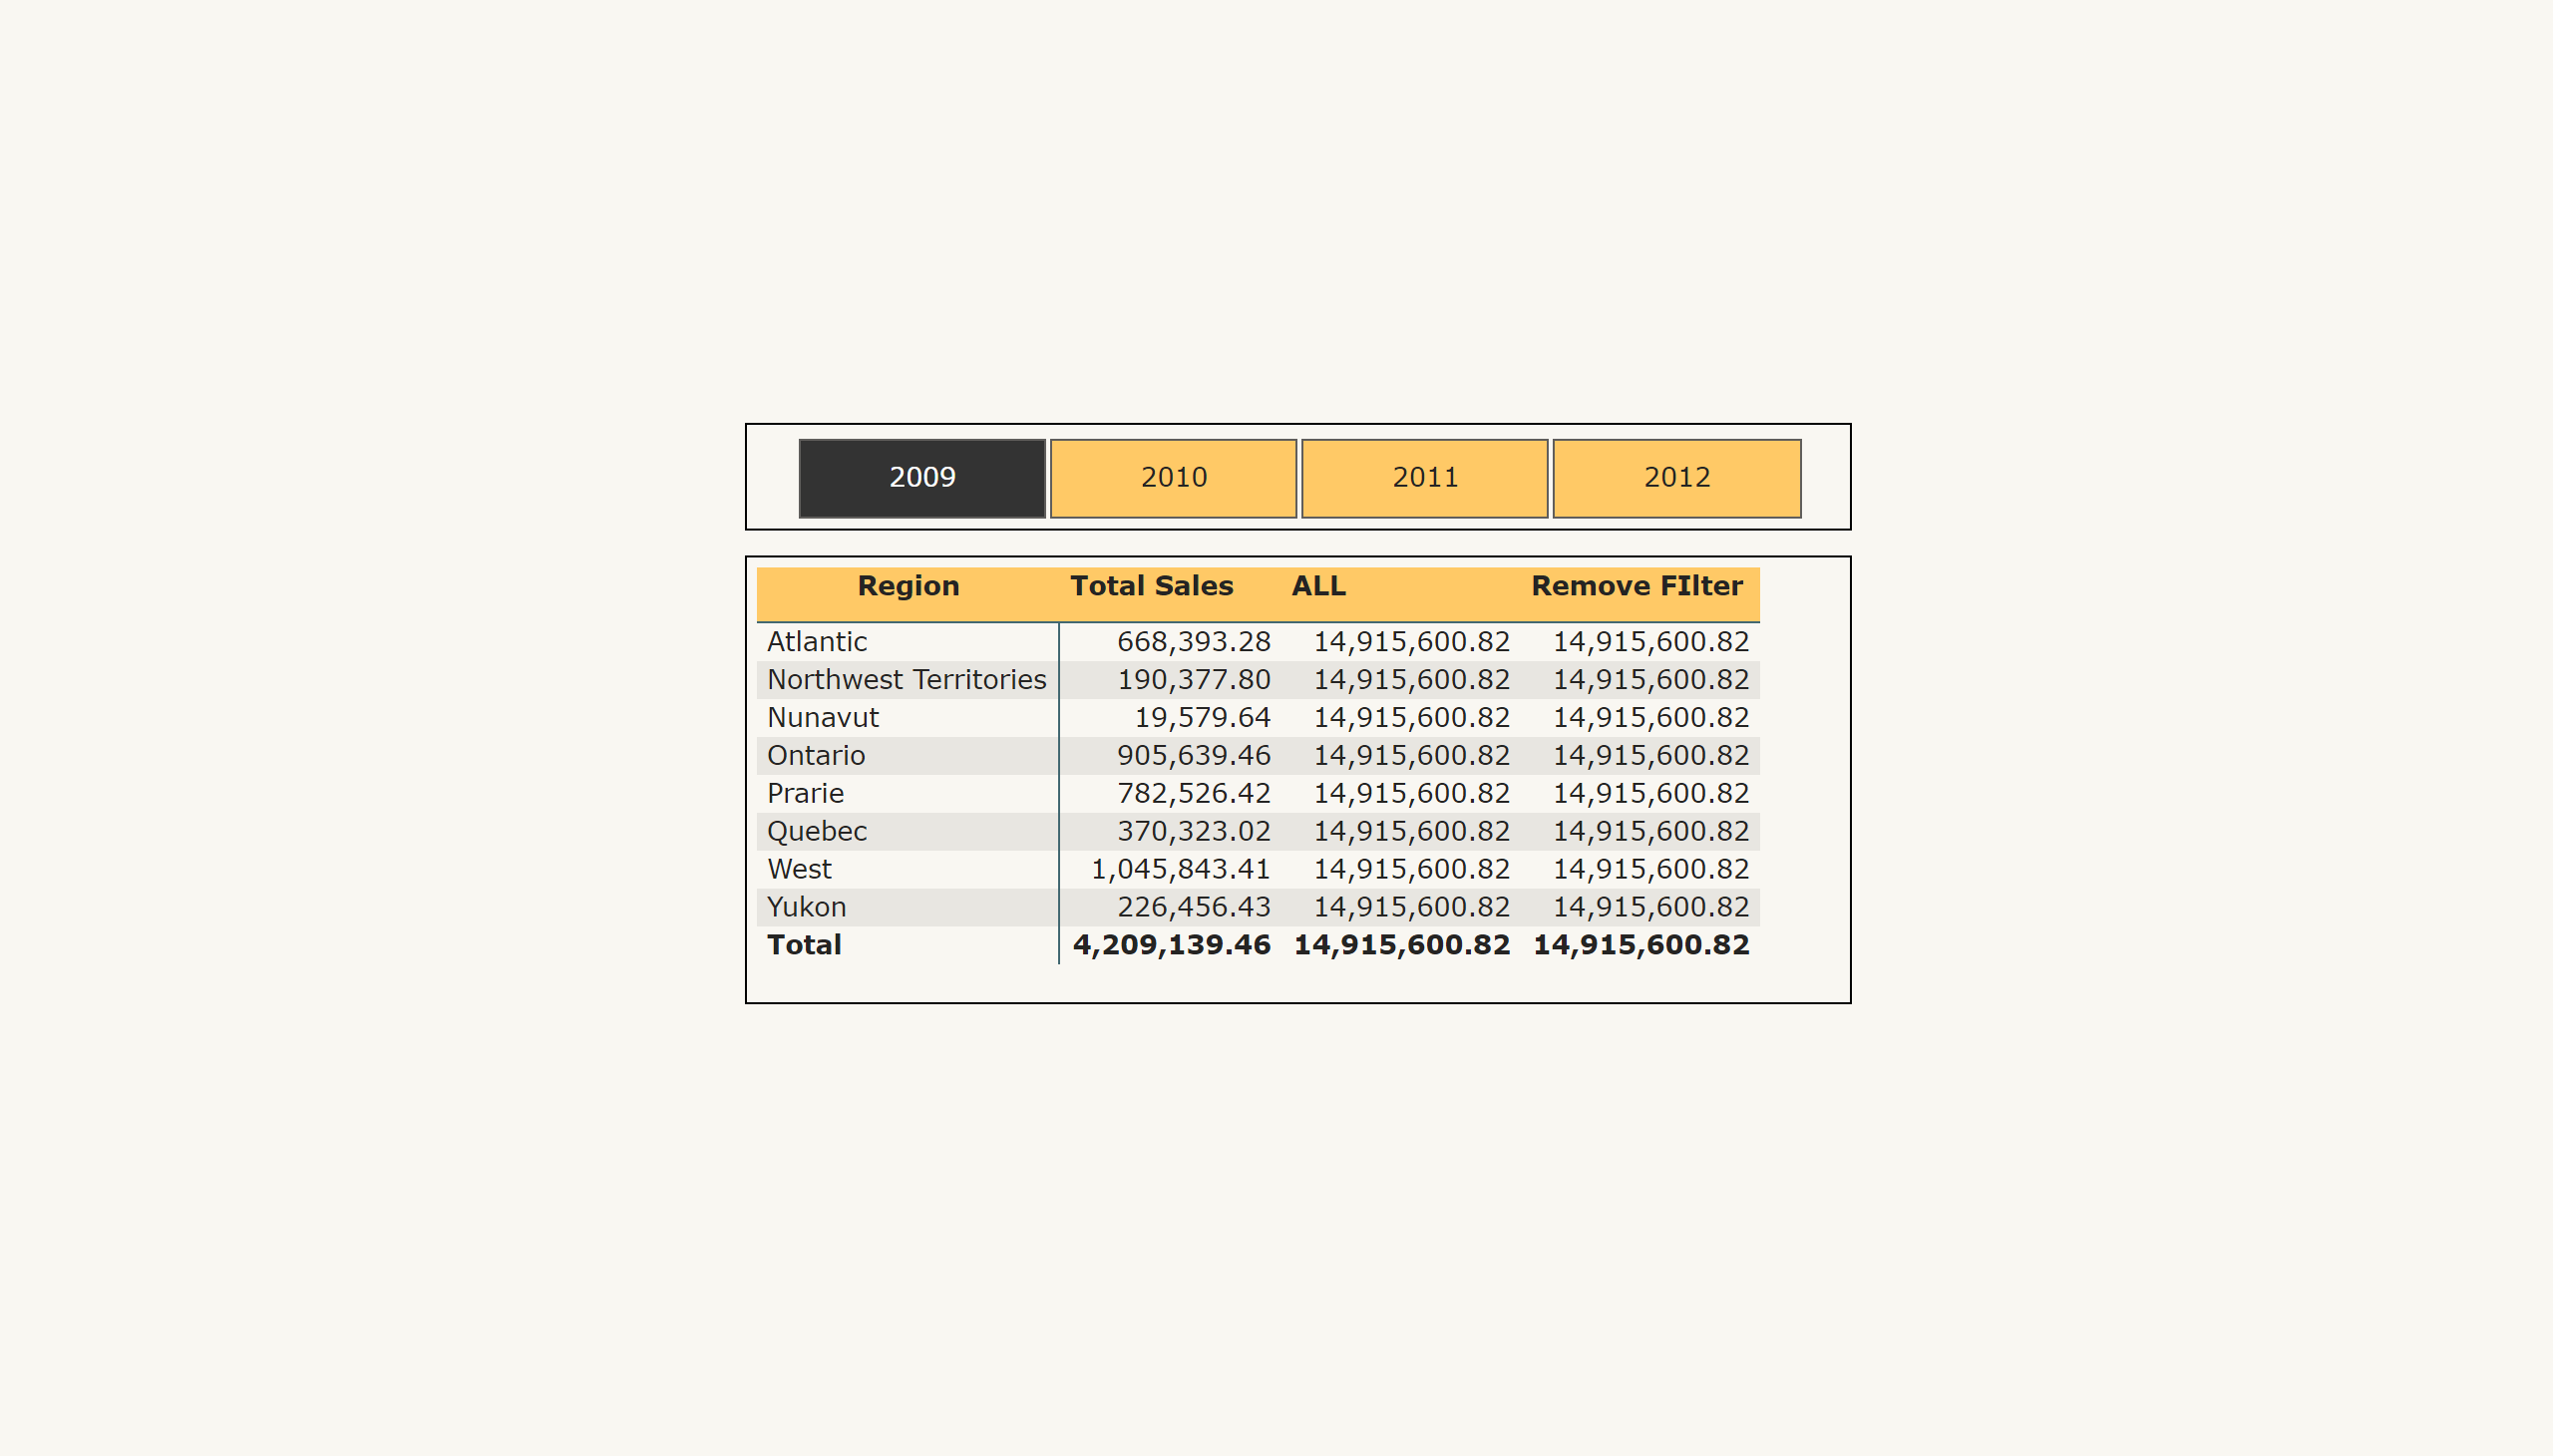 2009 2010 2011 2012
Region Total Sales ALL Remove FIlter
Atlantic 668,393.28 14,915,600.82 14,915,600.82
Northwest Territories 190,377.80 14,915,600.82 14,915,600.82
Nunavut 19,579.64 14,915,600.82 14,915,600.82
Ontario 905,639.46 14,915,600.82 14,915,600.82
Prarie 782,526.42 14,915,600.82 14,915,600.82
Quebec 370,323.02 14,915,600.82 14,915,600.82
West 1,045,843.41 14,915,600.82 14,915,600.82
Yukon 226,456.43 14,915,600.82 14,915,600.82
Total 4,209,139.46 14,915,600.82 14,915,600.82